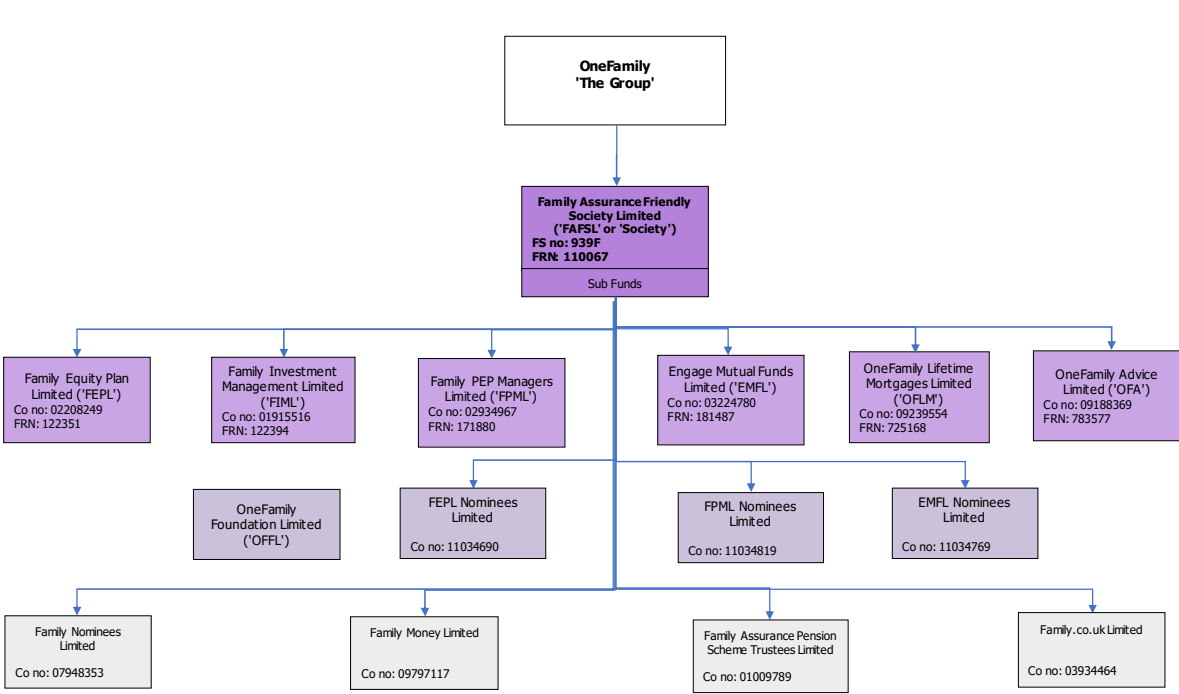 OneFamily
'The Group'
Family Assurance Friendly
Society Limited
('FAFSL' or 'Society')
FS no: 939F
FRN: 110067
Sub Funds
Family Equity Plan
Limited ('FEPL')
Co no: 02208249
FRN: 122351
Family Investment
Management Limited
('FIML')
Co no: 01915516
FRN: 122394
Family PEP Managers
Limited ('FPML')
Co no: 02934967
FRN: 171880
Engage Mutual Funds
Limited ('EMFL')
Co no: 03224780
FRN: 181487
OneFamily Lifetime
Mortgages Limited
('OFLM')
Co no: 09239554
FRN: 725168
OneFamily Advice
Limited ('OFA')
Co no: 09188369
FRN: 783577
OneFamily
Foundation Limited
('OFFL')
FEPL Nominees
Limited
Co no: 11034690
FPML Nominees
Limited
Co no: 11034819
EMFL Nominees
Limited
Co no: 11034769
Family Nominees
Limited
Co no: 07948353
Family Money Limited
Co no: 09797117
Family Assurance Pension
Scheme Trustees Limited
Co no: 01009789
Family.co.uk Limited
Co no: 03934464